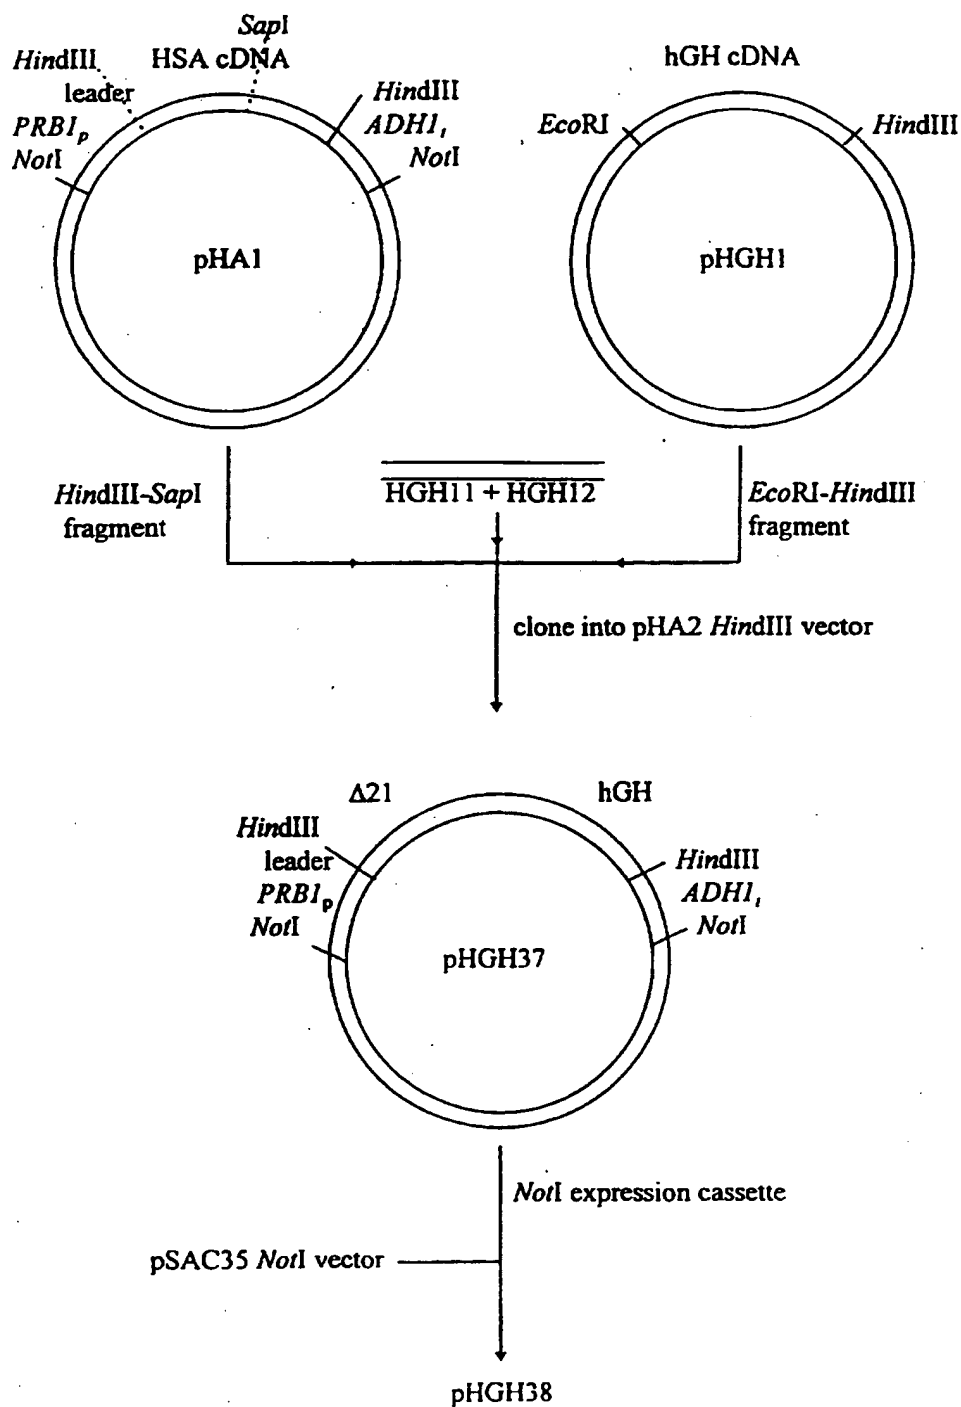 SapI
HindIII
HSA cDNA
leader
HindIII
PRB1p
ADH1t
NotI
NotI
pHA1
hGH cDNA
EcoRI
HindIII
pHGH1
HindIII-SapI
fragment
HGH11 + HGH12
EcoRI-HindIII
fragment
clone into pHA2 HindIII vector
Δ21
hGH
HindIII
leader
PRB1p
NotI
HindIII
ADH1t
NotI
pHGH37
NotI expression cassette
pSAC35 NotI vector
pHGH38